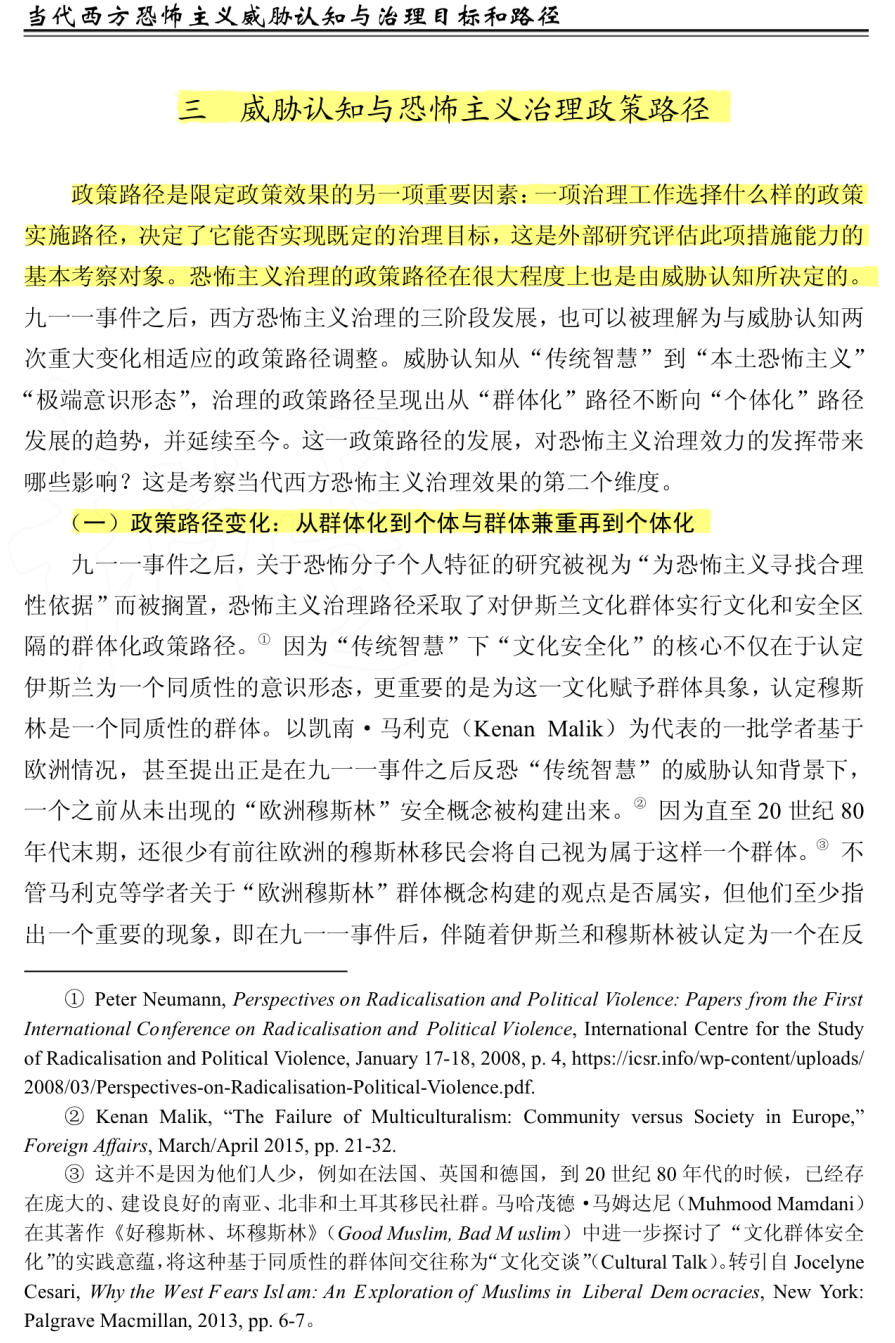 当代西方恐怖主义威胁认知与治理目标和路径
三 威胁认知与恐怖主义治理政策路径
政策路径是限定政策效果的另一项重要因素：一项治理工作选择什么样的政策
实施路径，决定了它能否实现既定的治理目标，这是外部研究评估此项措施能力的
基本考察对象。恐怖主义治理的政策路径在很大程度上也是由威胁认知所决定的。
九一一事件之后，西方恐怖主义治理的三阶段发展，也可以被理解为与威胁认知两
次重大变化相适应的政策路径调整。威胁认知从“传统智慧”到“本土恐怖主义”
“极端意识形态”，治理的政策路径呈现出从“群体化”路径不断向“个体化”路径
发展的趋势，并延续至今。这一政策路径的发展，对恐怖主义治理效力的发挥带来
哪些影响？这是考察当代西方恐怖主义治理效果的第二个维度。
（一）政策路径变化：从群体化到个体与群体兼重再到个体化
九一一事件之后，关于恐怖分子个人特征的研究被视为“为恐怖主义寻找合理
性依据”而被搁置，恐怖主义治理路径采取了对伊斯兰文化群体实行文化和安全区
隔的群体化政策路径。① 因为“传统智慧”下“文化安全化”的核心不仅在于认定
伊斯兰为一个同质性的意识形态，更重要的是为这一文化赋予群体具象，认定穆斯
林是一个同质性的群体。以凯南·马利克（Kenan Malik）为代表的一批学者基于
欧洲情况，甚至提出正是在九一一事件之后反恐“传统智慧”的威胁认知背景下，
一个之前从未出现的“欧洲穆斯林”安全概念被构建出来。② 因为直至 20 世纪 80
年代末期，还很少有前往欧洲的穆斯林移民会将自己视为属于这样一个群体。③ 不
管马利克等学者关于“欧洲穆斯林”群体概念构建的观点是否属实，但他们至少指
出一个重要的现象，即在九一一事件后，伴随着伊斯兰和穆斯林被认定为一个在反
① Peter Neumann, Perspectives on Radicalisation and Political Violence: Papers from the First
International Conference on Radicalisation and Political Violence, International Centre for the Study
of Radicalisation and Political Violence, January 17-18, 2008, p. 4, https://icsr.info/wp-content/uploads/
2008/03/Perspectives-on-Radicalisation-Political-Violence.pdf.
② Kenan Malik, “The Failure of Multiculturalism: Community versus Society in Europe,”
Foreign Affairs, March/April 2015, pp. 21-32.
③ 这并不是因为他们人少，例如在法国、英国和德国，到 20 世纪 80 年代的时候，已经存
在庞大的、建设良好的南亚、北非和土耳其移民社群。马哈茂德·马姆达尼（Muhmood Mamdani）
在其著作《好穆斯林、坏穆斯林》（Good Muslim, Bad M uslim）中进一步探讨了“文化群体安全
化”的实践意蕴，将这种基于同质性的群体间交往称为“文化交谈”（Cultural Talk）。转引自 Jocelyne
Cesari, Why the West F ears Isl am: An E xploration of Muslims in Liberal Dem ocracies, New York:
Palgrave Macmillan, 2013, pp. 6-7。